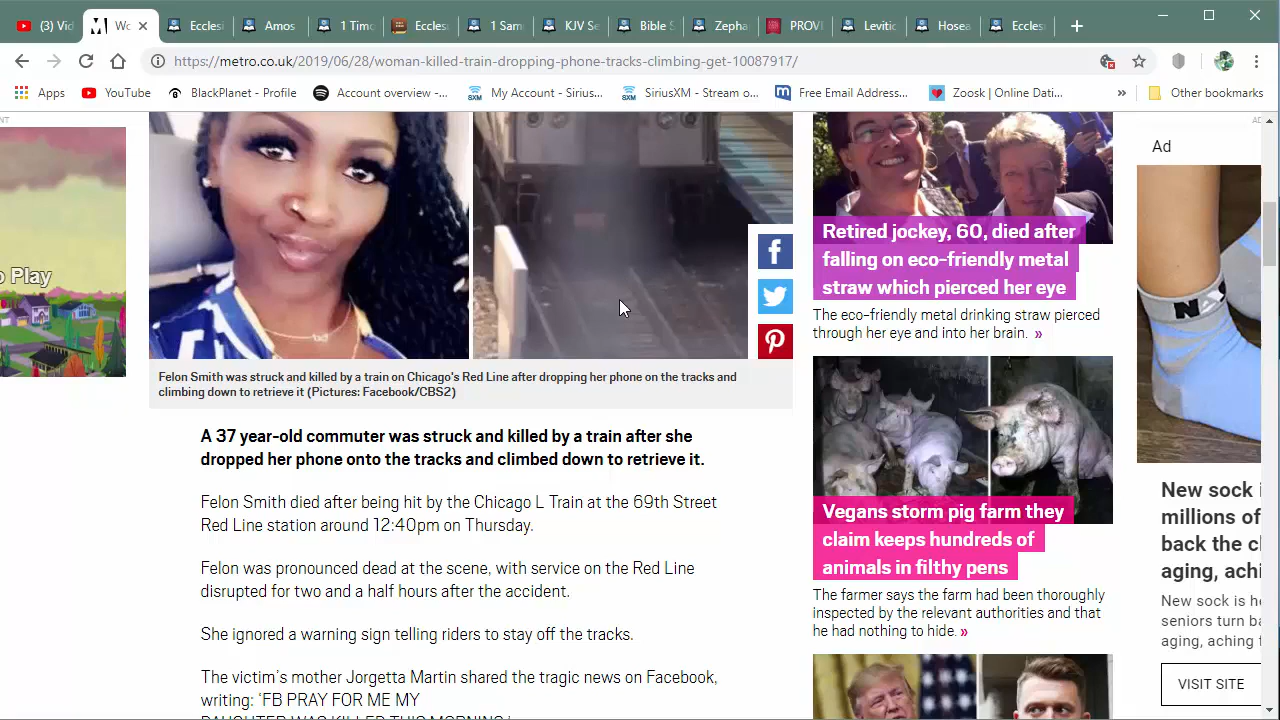 (3) Vid
Wo
Ecclesi
Amos
1 Timo
Eccles
1 Sam
KJV Se
Bible S
Zepha
PROV
Leviti
Hosea
Eccles
https://metro.co.uk/2019/06/28/woman-killed-train-dropping-phone-tracks-climbing-get-10087917/
Apps
YouTube
BlackPlanet - Profile
Account overview -...
My Account - Sirius...
SiriusXM - Stream o...
Free Email Address...
Zoosk | Online Dati...
»
Other bookmarks
NT
o Play
Felon Smith was struck and killed by a train on Chicago's Red Line after dropping her phone on the tracks and
climbing down to retrieve it (Pictures: Facebook/CBS2)
A 37 year-old commuter was struck and killed by a train after she
dropped her phone onto the tracks and climbed down to retrieve it.
Felon Smith died after being hit by the Chicago L Train at the 69th Street
Red Line station around 12:40pm on Thursday.
Felon was pronounced dead at the scene, with service on the Red Line
disrupted for two and a half hours after the accident.
She ignored a warning sign telling riders to stay off the tracks.
The victim's mother Jorgetta Martin shared the tragic news on Facebook,
writing: 'FB PRAY FOR ME MY
DAUGHTER WAS KILLED THIS MORNING.'
Retired jockey, 60, died after
falling on eco-friendly metal
straw which pierced her eye
The eco-friendly metal drinking straw pierced
through her eye and into her brain. »
Vegans storm pig farm they
claim keeps hundreds of
animals in filthy pens
The farmer says the farm had been thoroughly
inspected by the relevant authorities and that
he had nothing to hide. »
AD
Ad
New sock i
millions of
back the cl
aging, achi
New sock is he
seniors turn ba
aging, aching f
VISIT SITE